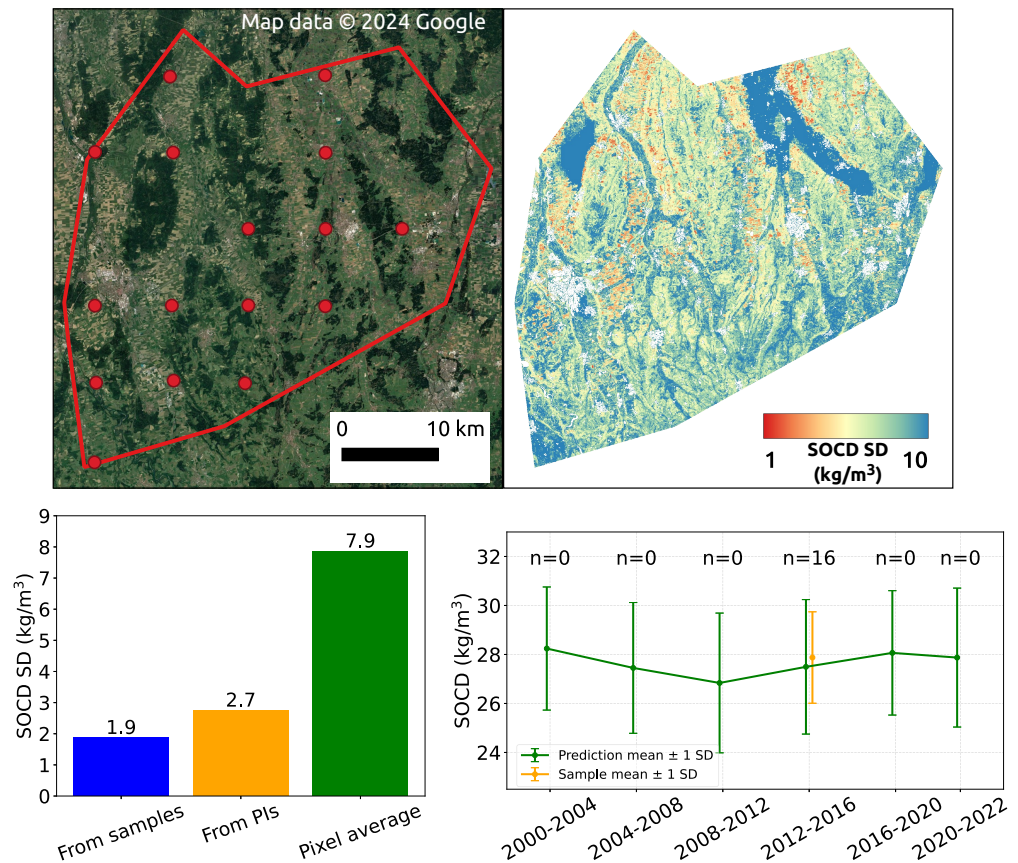 Map data © 2024 Google
0 10 km
SOCD SD
1 10
(kg/m³)
9
8
7
6
5
4
3
2
1
0
SOCD SD (kg/m³)
1.9
2.7
7.9
From samples
From PIs
Pixel average
32
30
28
26
24
SOCD (kg/m³)
n=0 n=0 n=0 n=16 n=0 n=0
Prediction mean ± 1 SD
Sample mean ± 1 SD
2000-2004
2004-2008
2008-2012
2012-2016
2016-2020
2020-2022